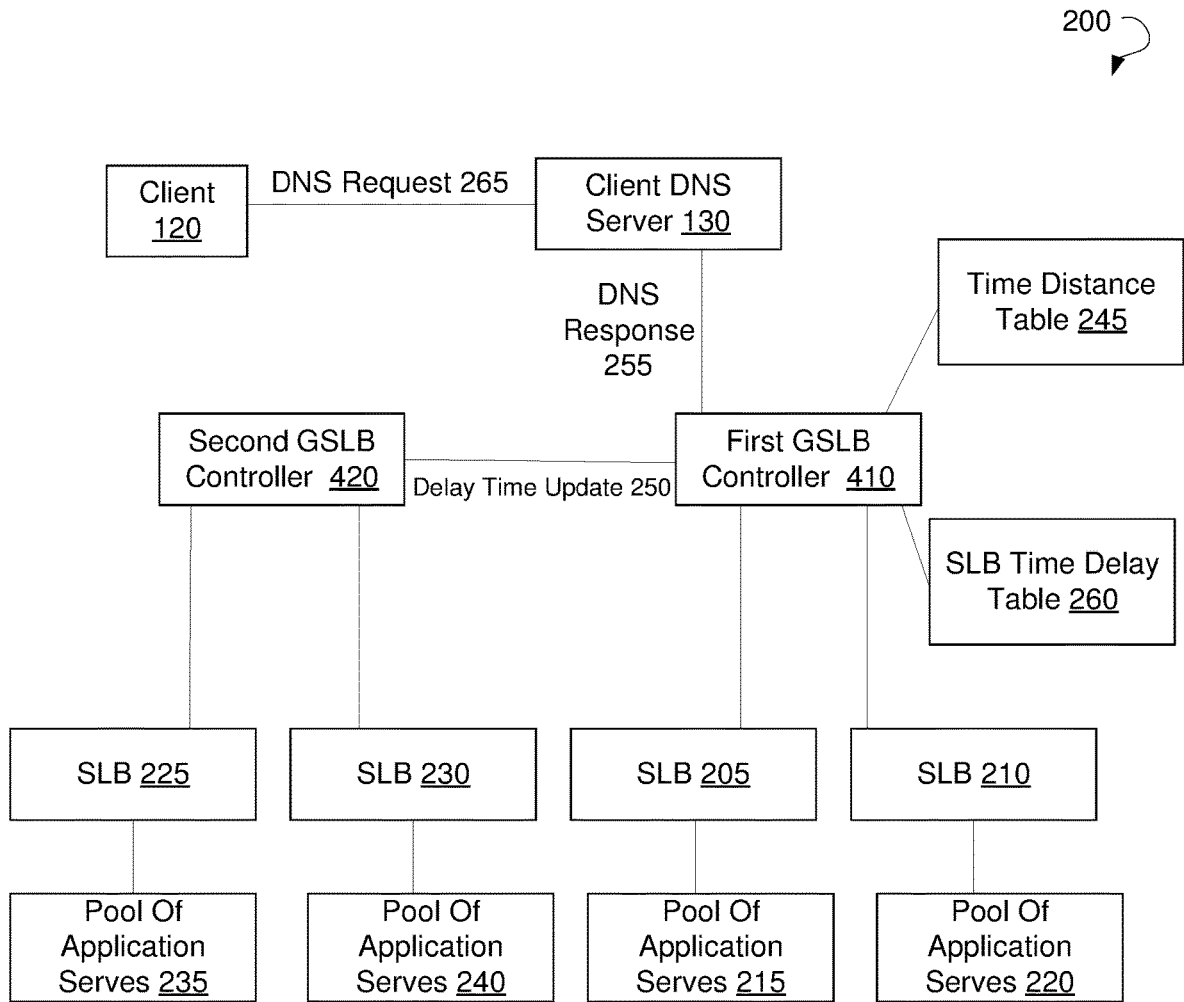 200
Client
120
DNS Request 265
Client DNS
Server 130
DNS
Response
255
Time Distance
Table 245
Second GSLB
Controller 420
Delay Time Update 250
First GSLB
Controller 410
SLB Time Delay
Table 260
SLB 225
SLB 230
SLB 205
SLB 210
Pool Of
Application
Serves 235
Pool Of
Application
Serves 240
Pool Of
Application
Serves 215
Pool Of
Application
Serves 220